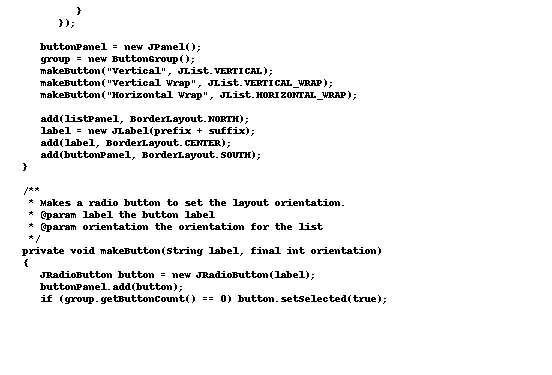 }
});
buttonPanel = new JPanel();
group = new ButtonGroup();
makeButton("Vertical", JList.VERTICAL);
makeButton("Vertical Wrap", JList.VERTICAL_WRAP);
makeButton("Horizontal Wrap", JList.HORIZONTAL_WRAP);
add(listPanel, BorderLayout.NORTH);
label = new JLabel(prefix + suffix);
add(label, BorderLayout.CENTER);
add(buttonPanel, BorderLayout.SOUTH);
}
/**
* Makes a radio button to set the layout orientation.
* @param label the button label
* @param orientation the orientation for the list
*/
private void makeButton(String label, final int orientation)
{
JRadioButton button = new JRadioButton(label);
buttonPanel.add(button);
if (group.getButtonCount() == 0) button.setSelected(true);